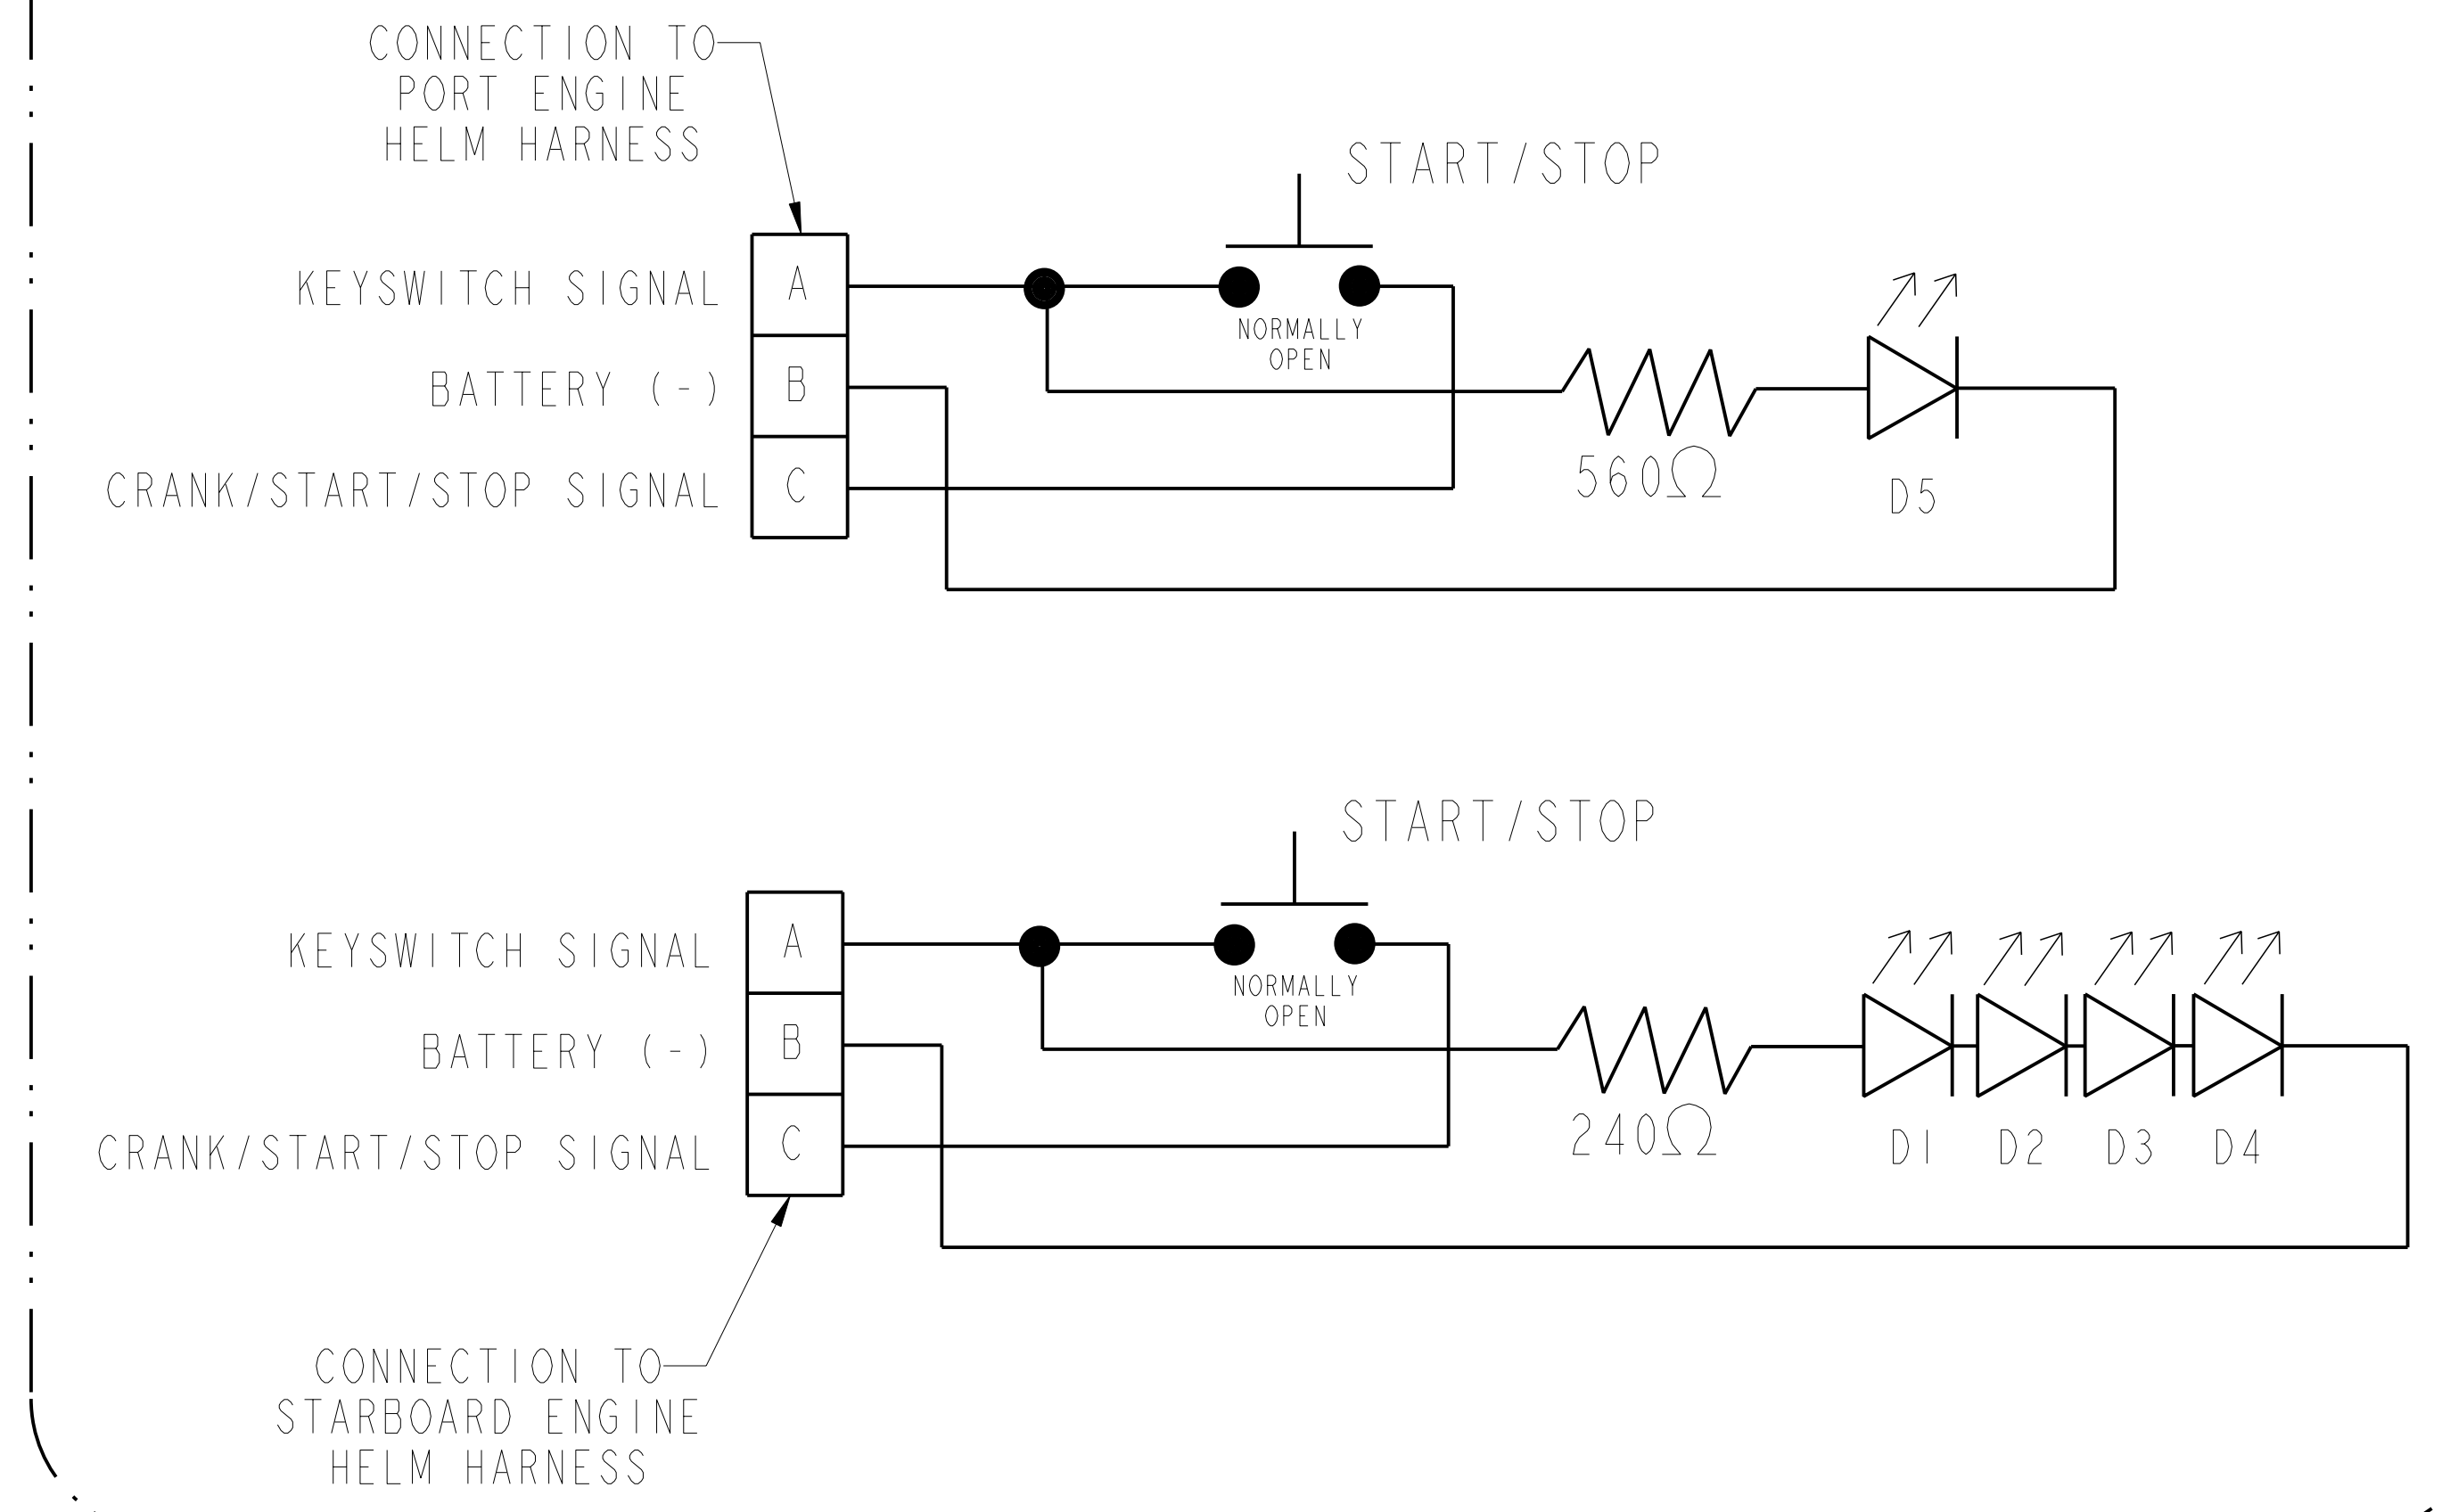 CONNECTION TO
PORT ENGINE
HELM HARNESS
START/STOP
KEYSWITCH SIGNAL
A
NORMALLY
OPEN
BATTERY (-)
B
CRANK/START/STOP SIGNAL
C
560Ω
D5
START/STOP
KEYSWITCH SIGNAL
A
NORMALLY
OPEN
BATTERY (-)
B
CRANK/START/STOP SIGNAL
C
240Ω
D1 D2 D3 D4
CONNECTION TO
STARBOARD ENGINE
HELM HARNESS